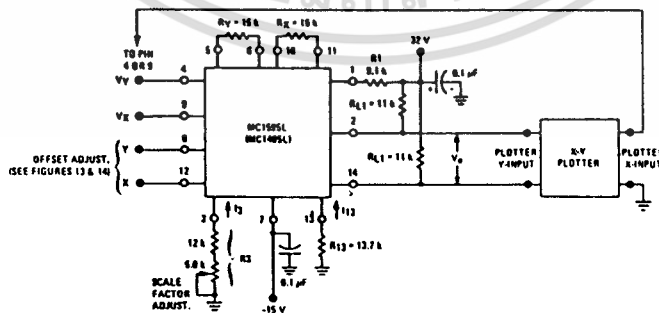 RY = 15 k
RX = 15 k
32 V
TO PIN
4 OR 9
5
6
10
11
R1
9.1 k
0.1 µF
+
-
VY
4
1
RL1 = 11 k
VX
9
MC1595L
(MC1495L)
2
Y
8
RL1 = 11 k
Vo
PLOTTER
Y-INPUT
X-Y
PLOTTER
PLOTTER
X-INPUT
OFFSET ADJUST.
(SEE FIGURES 13 & 14)
X
12
14
I3
I13
3
7
13
12 k
R3
R13 = 13.7 k
5.0 k
SCALE
FACTOR
ADJUST.
0.1 µF
-15 V